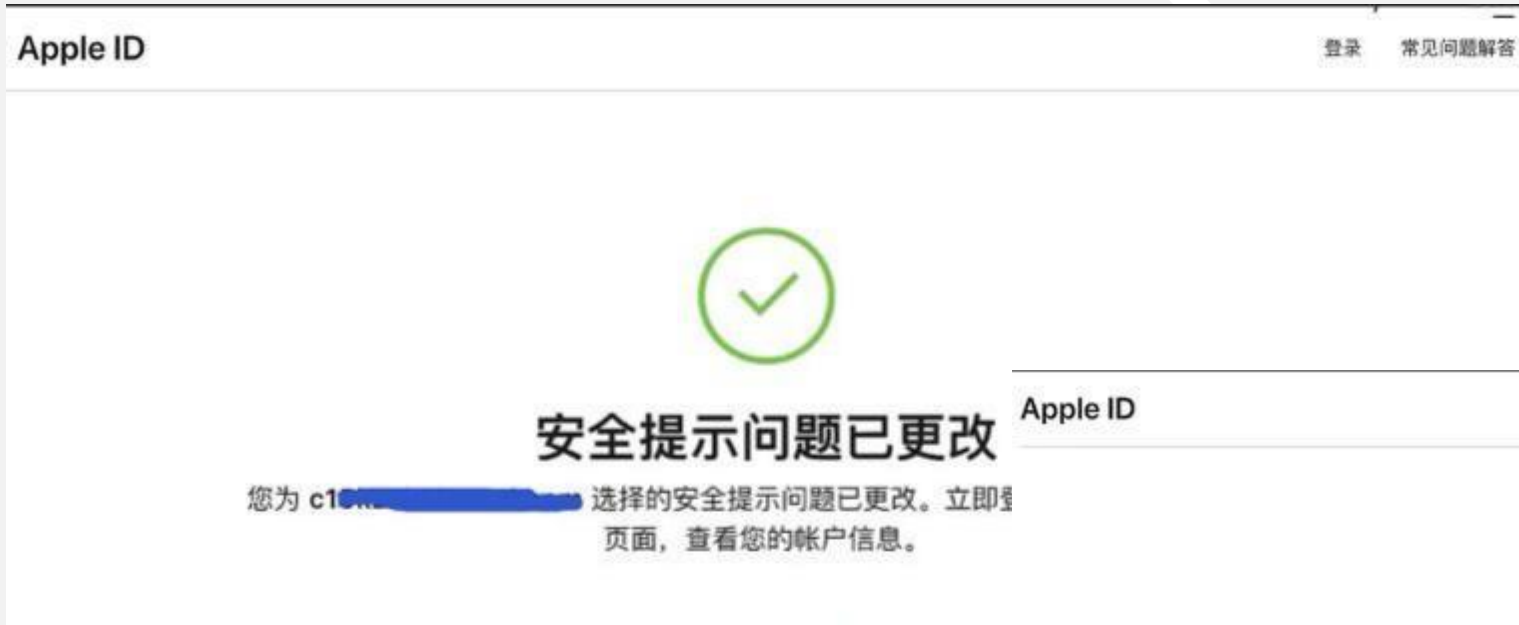 Apple ID
登录 常见问题解答
安全提示问题已更改
您为 选择的安全提示问题已更改。立即
页面，查看您的帐户信息。
Apple ID